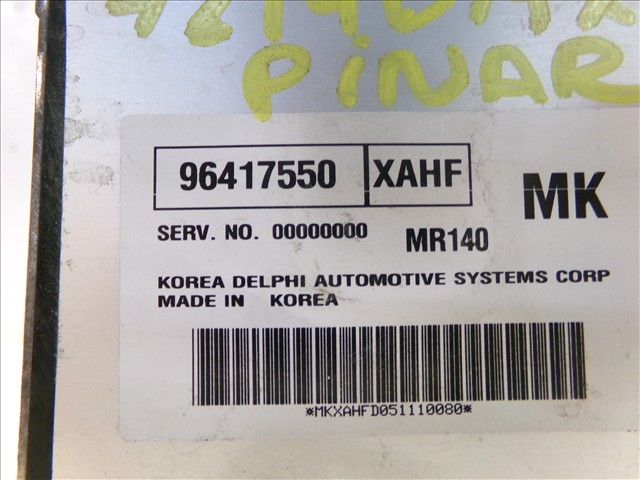 PINAR
96417550 XAHF
MK
SERV. NO. 00000000 MR140
KOREA DELPHI AUTOMOTIVE SYSTEMS CORP
MADE IN KOREA
*MKXAHFD051110080*